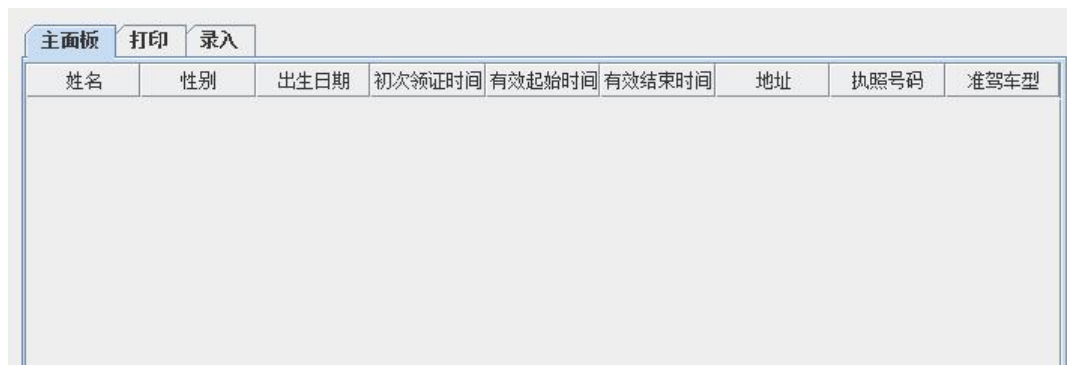 主面板 打印 录入
姓名 性别 出生日期 初次领证时间 有效起始时间 有效结束时间 地址 执照号码 准驾车型